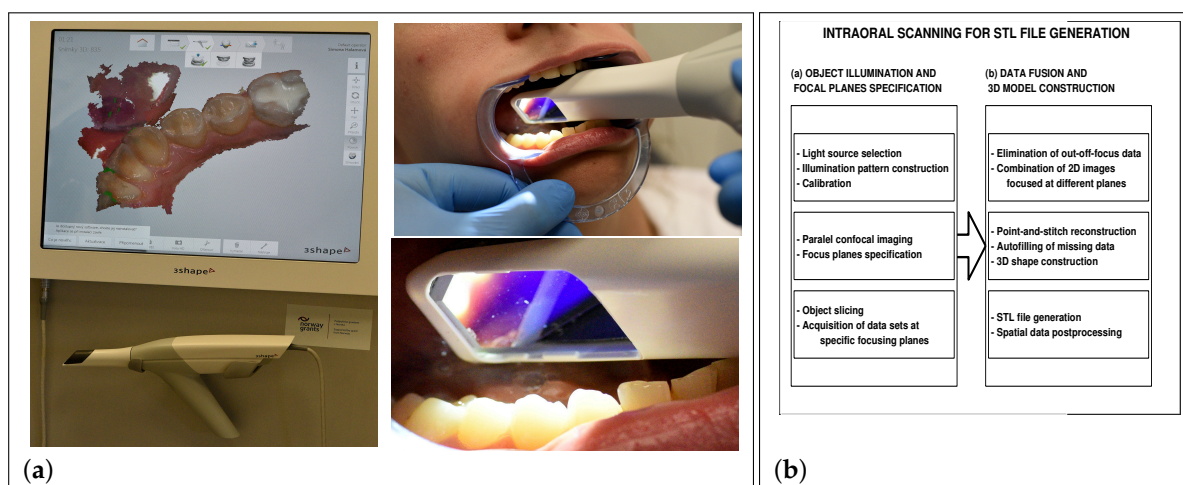 3shape
3shape
norway
grants
3shape
(a)
INTRAORAL SCANNING FOR STL FILE GENERATION
(a) OBJECT ILLUMINATION AND
FOCAL PLANES SPECIFICATION
- Light source selection
- Illumination pattern construction
- Calibration
- Paralel confocal imaging
- Focus planes specification
- Object slicing
- Acquisition of data sets at
specific focusing planes
(b) DATA FUSION AND
3D MODEL CONSTRUCTION
- Elimination of out-off-focus data
- Combination of 2D images
focused at different planes
- Point-and-stitch reconstruction
- Autofilling of missing data
- 3D shape construction
- STL file generation
- Spatial data postprocessing
(b)